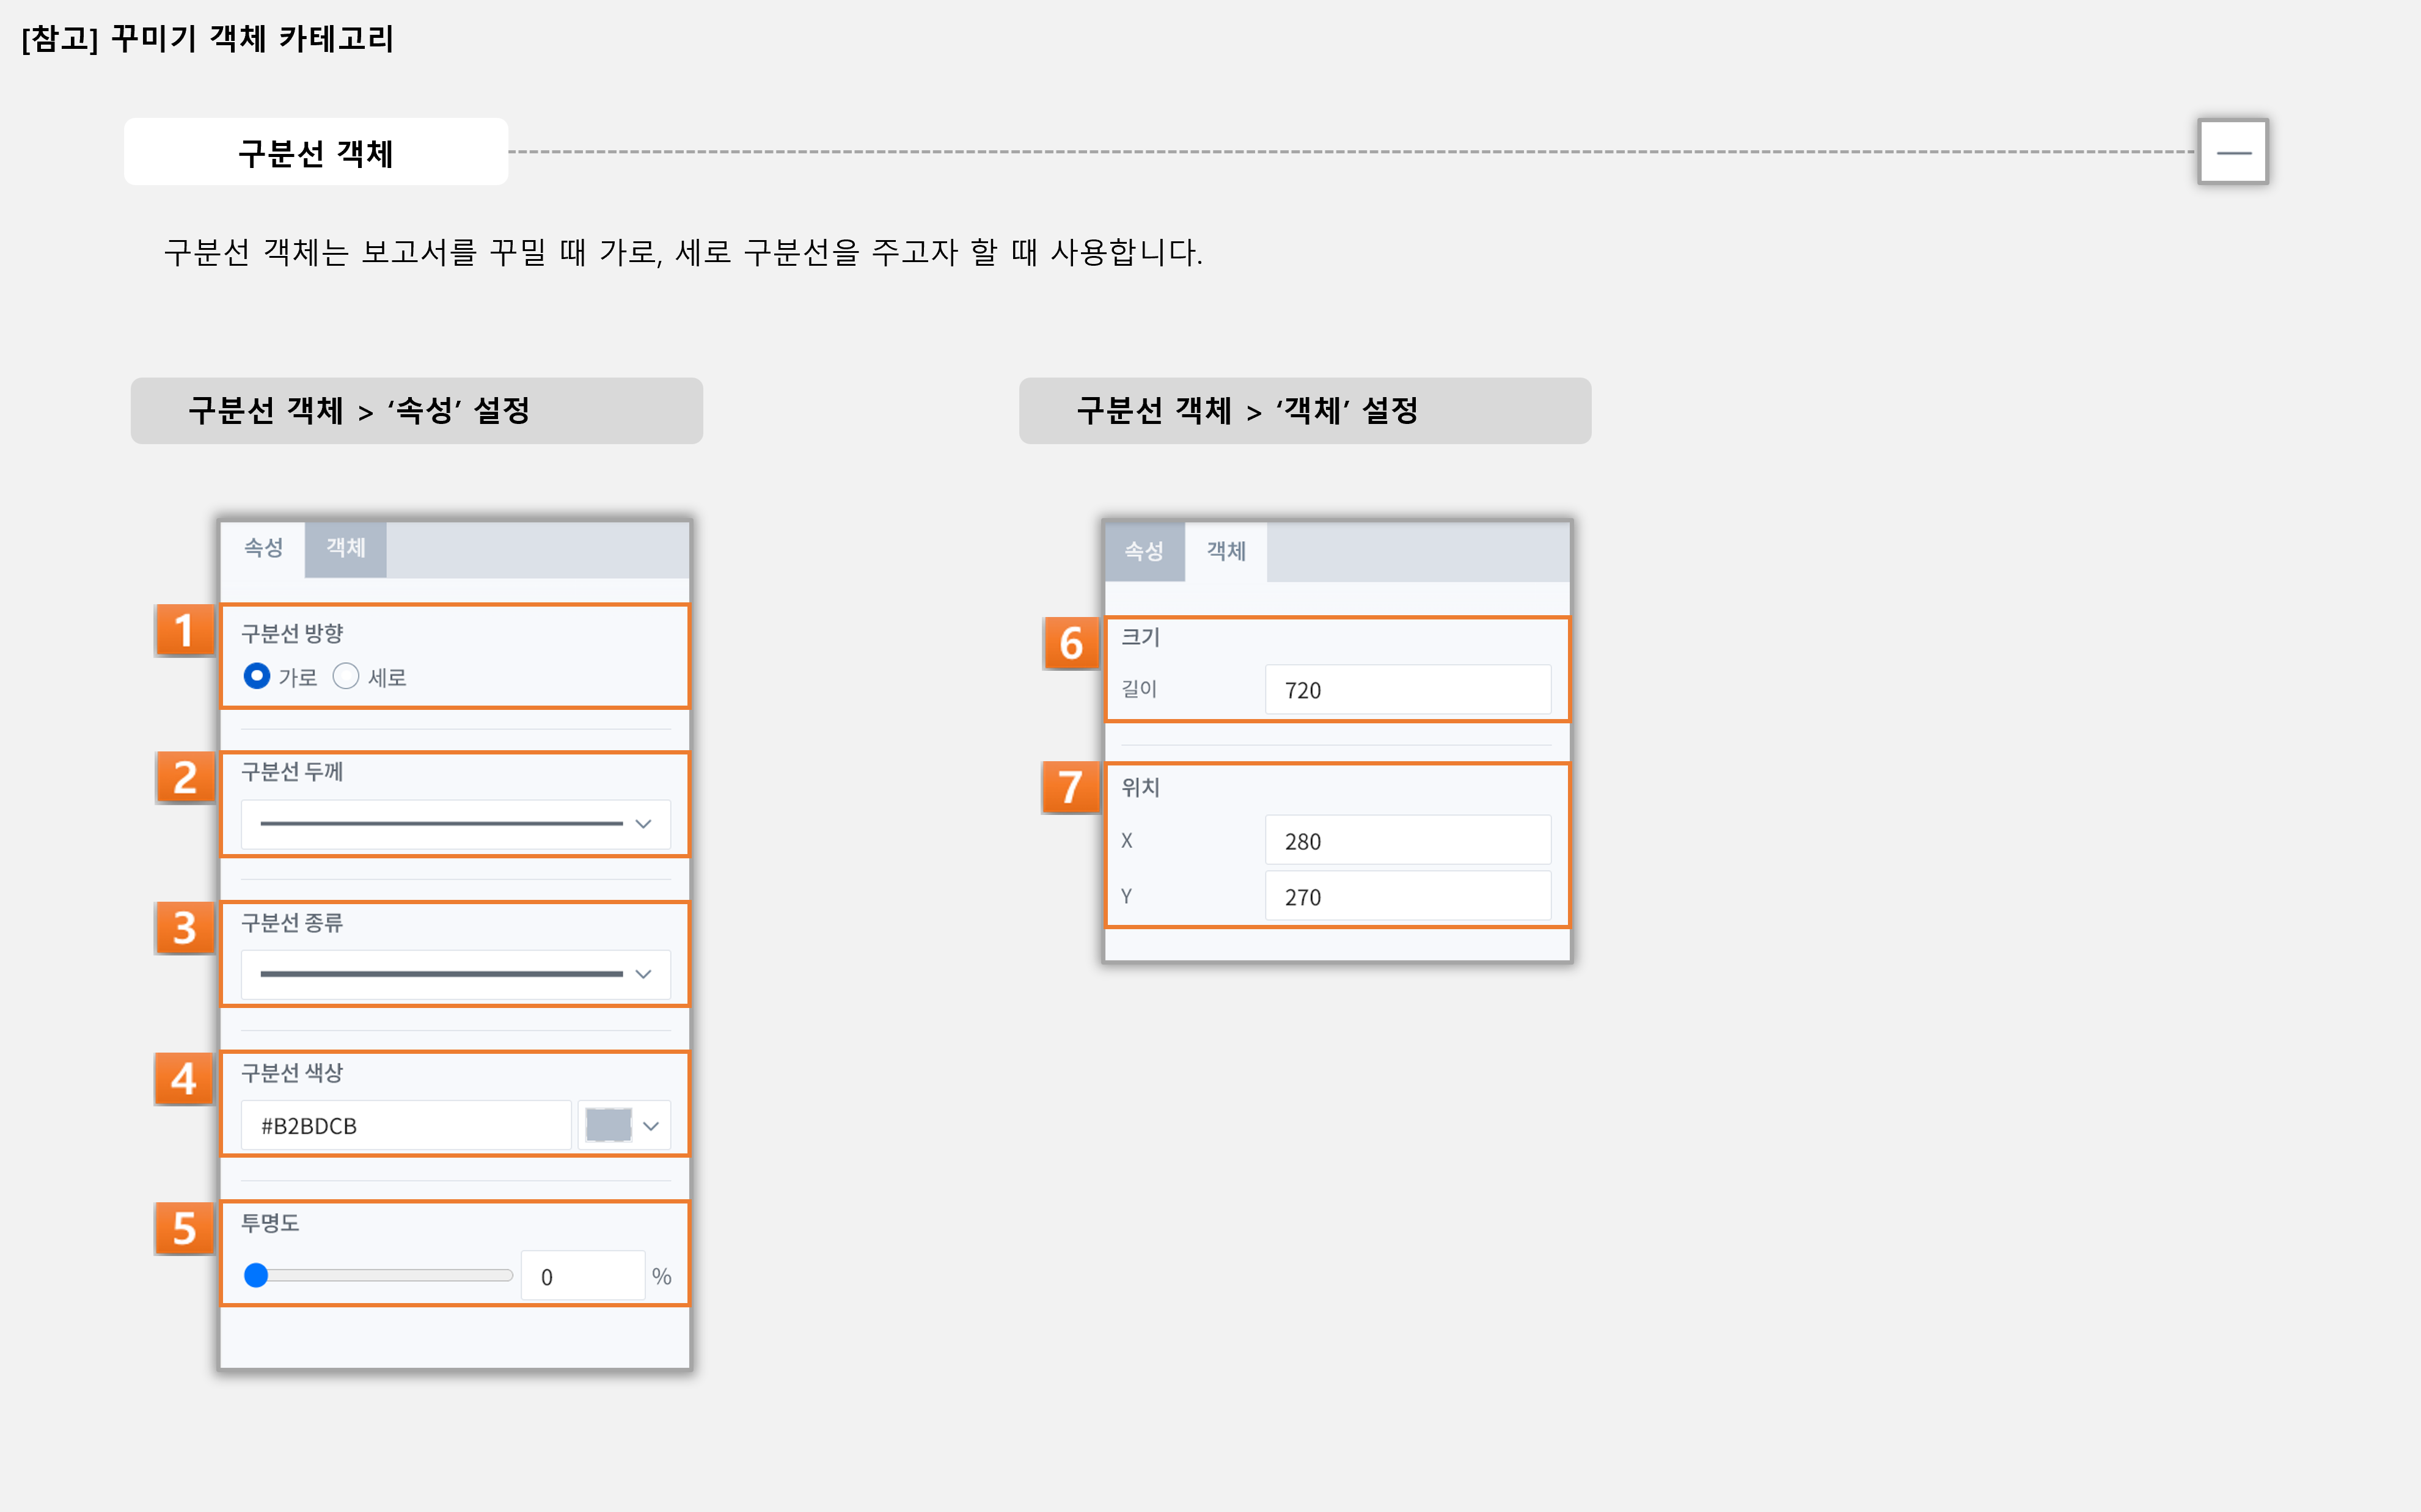 [참고] 꾸미기 객체 카테고리
구분선 객체
구분선 객체는 보고서를 꾸밀 때 가로, 세로 구분선을 주고자 할 때 사용합니다.
구분선 객체 > ‘속성’ 설정
속성 객체
1
구분선 방향
가로 세로
2
구분선 두께
3
구분선 종류
4
구분선 색상
#B2BDCB
5
투명도
0 %
구분선 객체 > ‘객체’ 설정
속성 객체
6
크기
길이 720
7
위치
X 280
Y 270